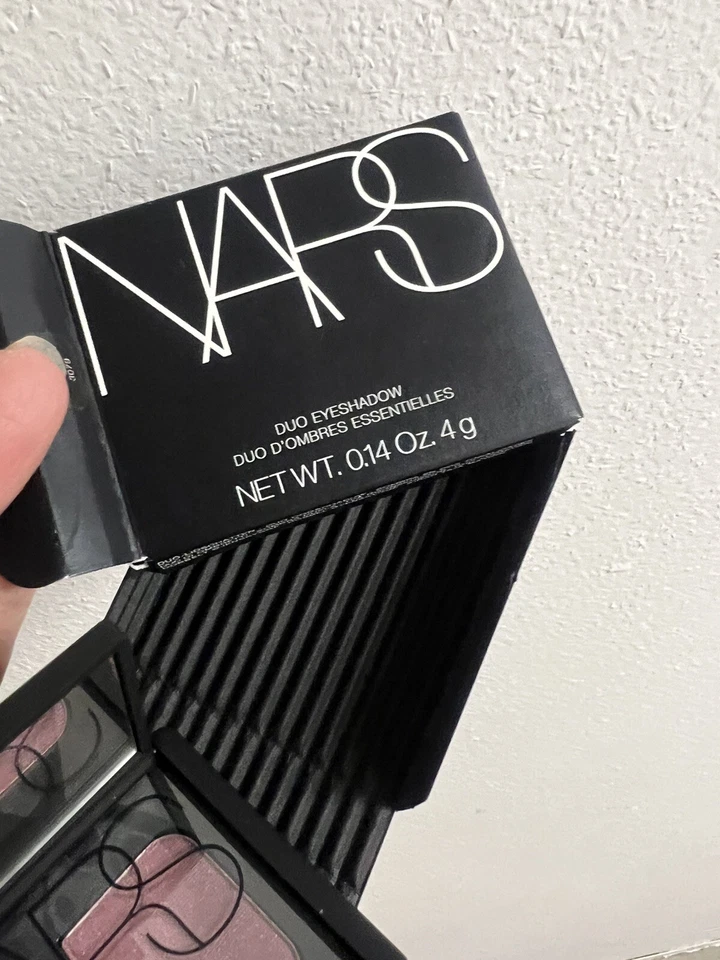 NARS
DUO EYESHADOW
DUO D'OMBRES ESSENTIELLES
NET WT. 0.14 Oz. 4 g